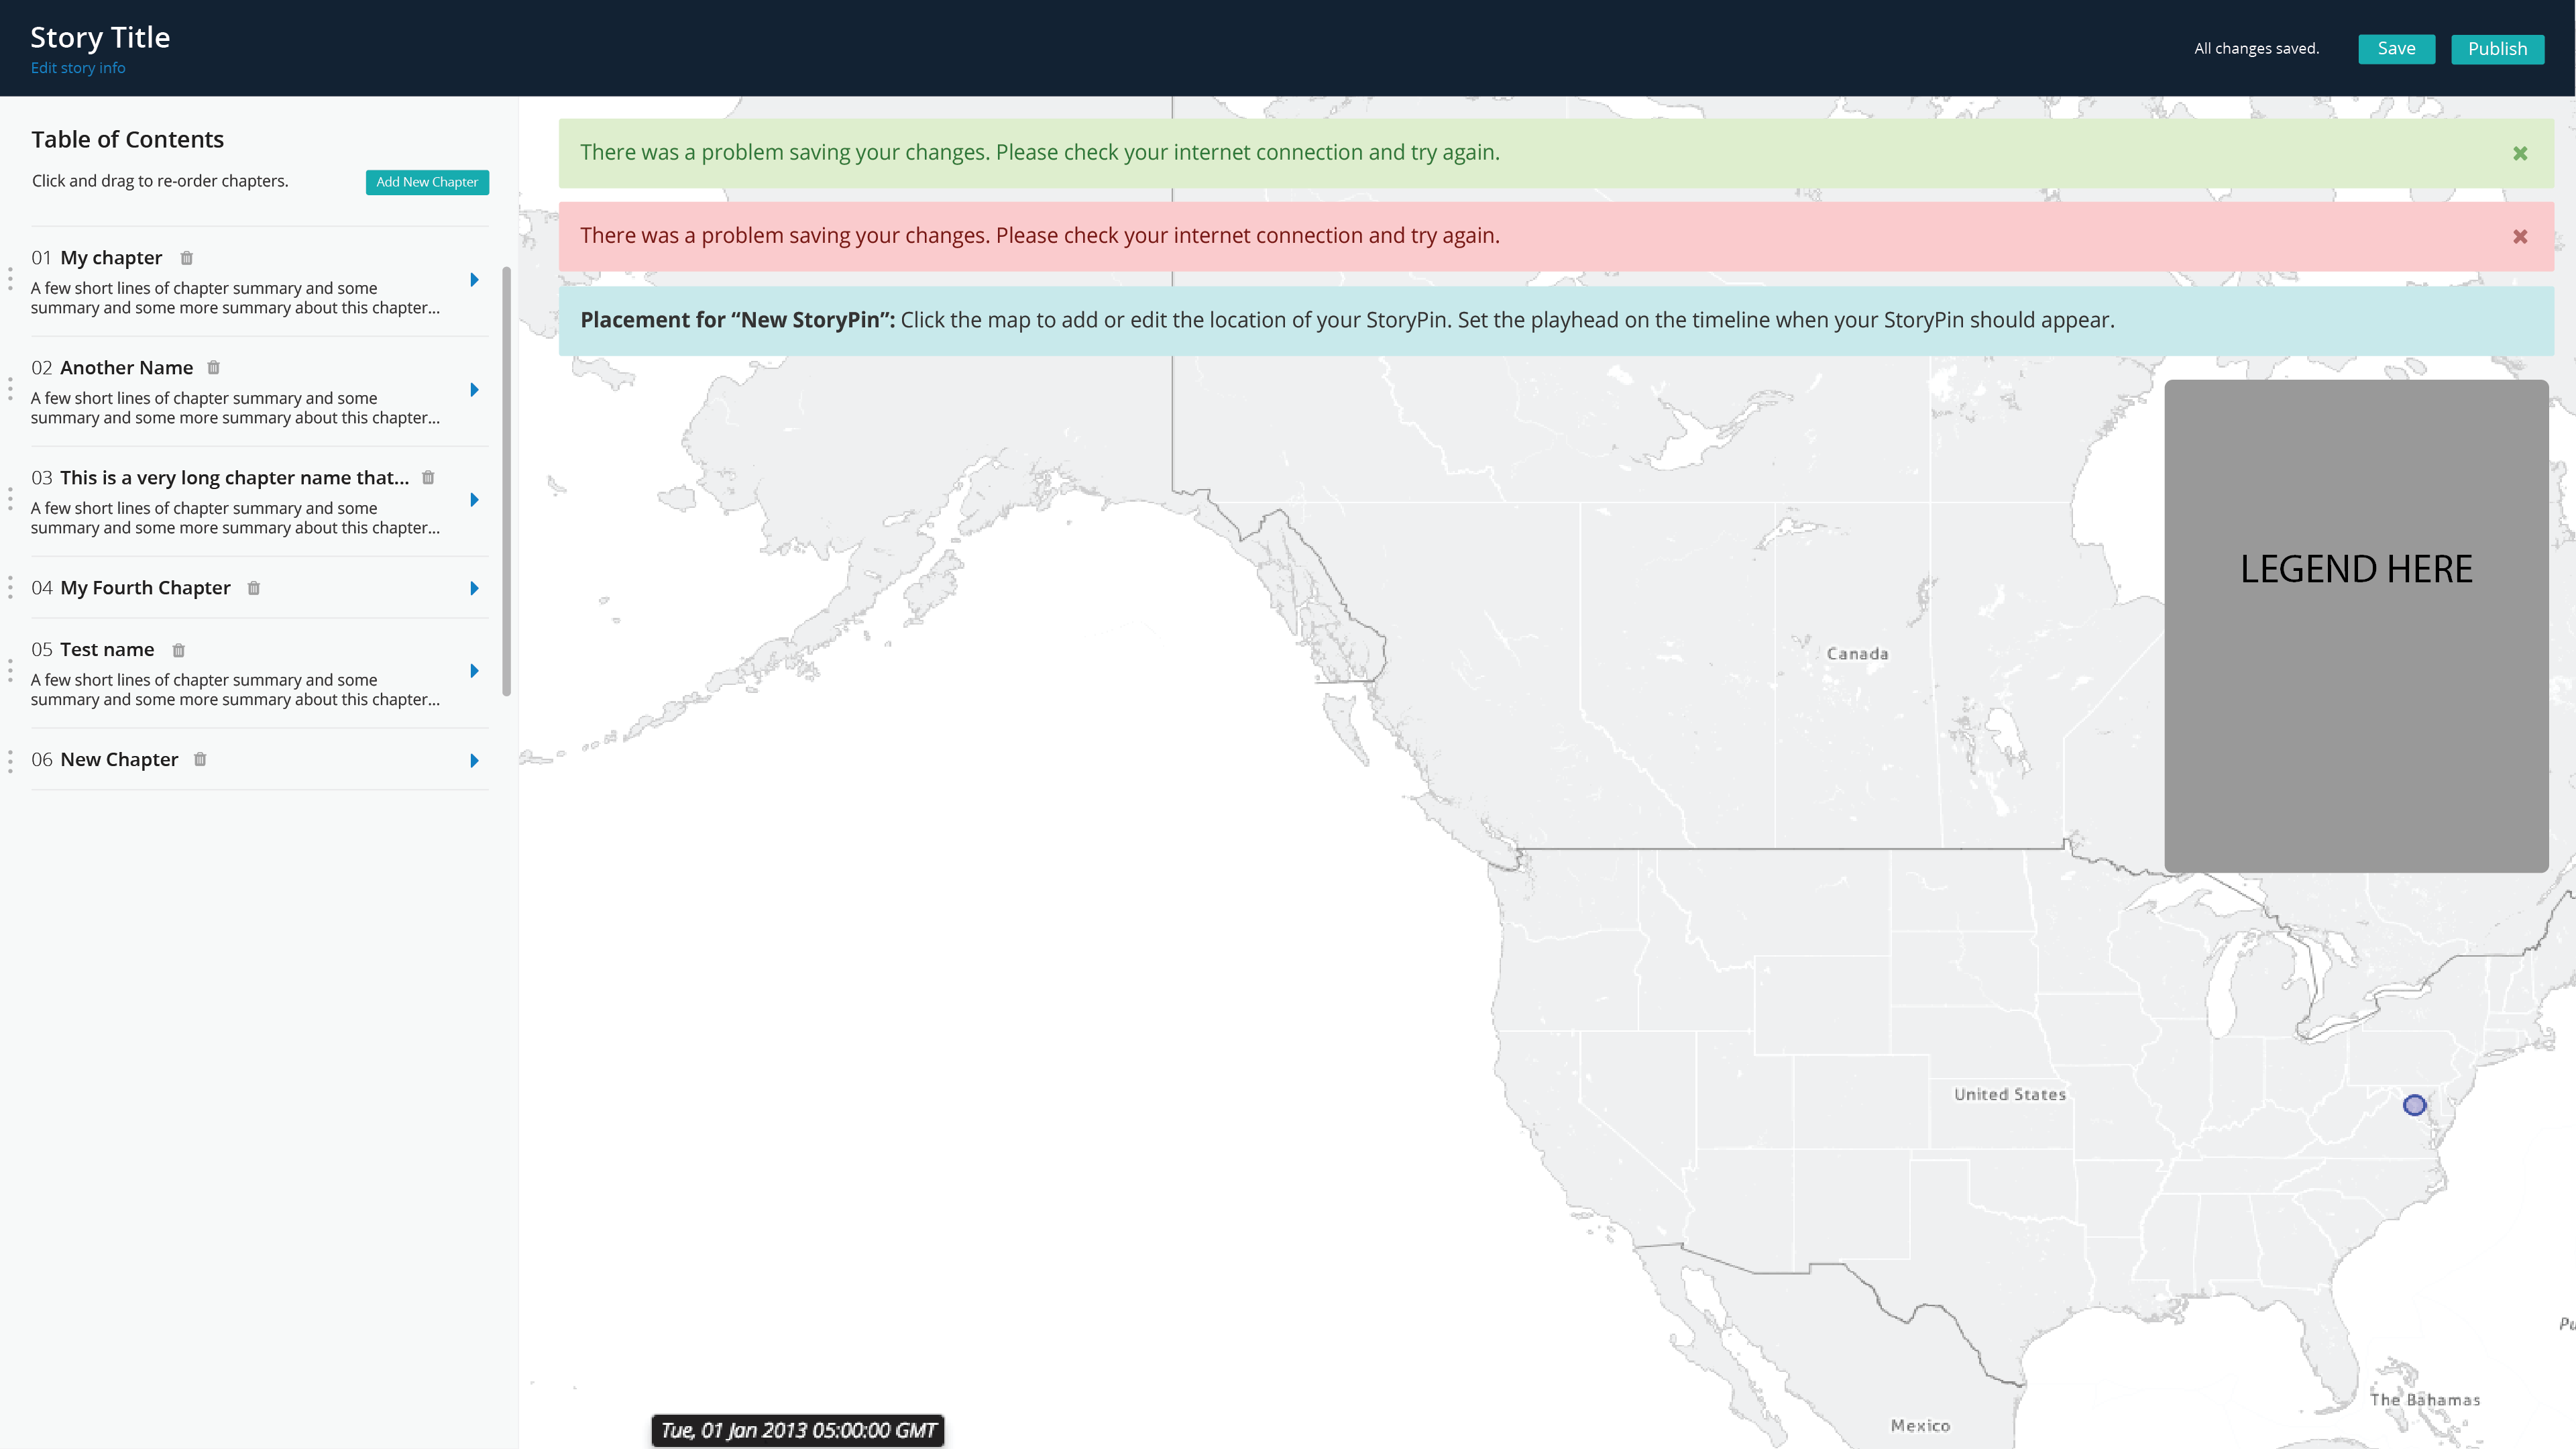 Story Title
Edit story info
All changes saved.
Save
Publish
Table of Contents
Click and drag to re-order chapters.
Add New Chapter
01 My chapter
A few short lines of chapter summary and some
summary and some more summary about this chapter...
02 Another Name
A few short lines of chapter summary and some
summary and some more summary about this chapter...
03 This is a very long chapter name that...
A few short lines of chapter summary and some
summary and some more summary about this chapter...
04 My Fourth Chapter
05 Test name
A few short lines of chapter summary and some
summary and some more summary about this chapter...
06 New Chapter
There was a problem saving your changes. Please check your internet connection and try again.
There was a problem saving your changes. Please check your internet connection and try again.
Placement for “New StoryPin”: Click the map to add or edit the location of your StoryPin. Set the playhead on the timeline when your StoryPin should appear.
LEGEND HERE
Canada
United States
The Bahamas
Mexico
Tue, 01 Jan 2013 05:00:00 GMT